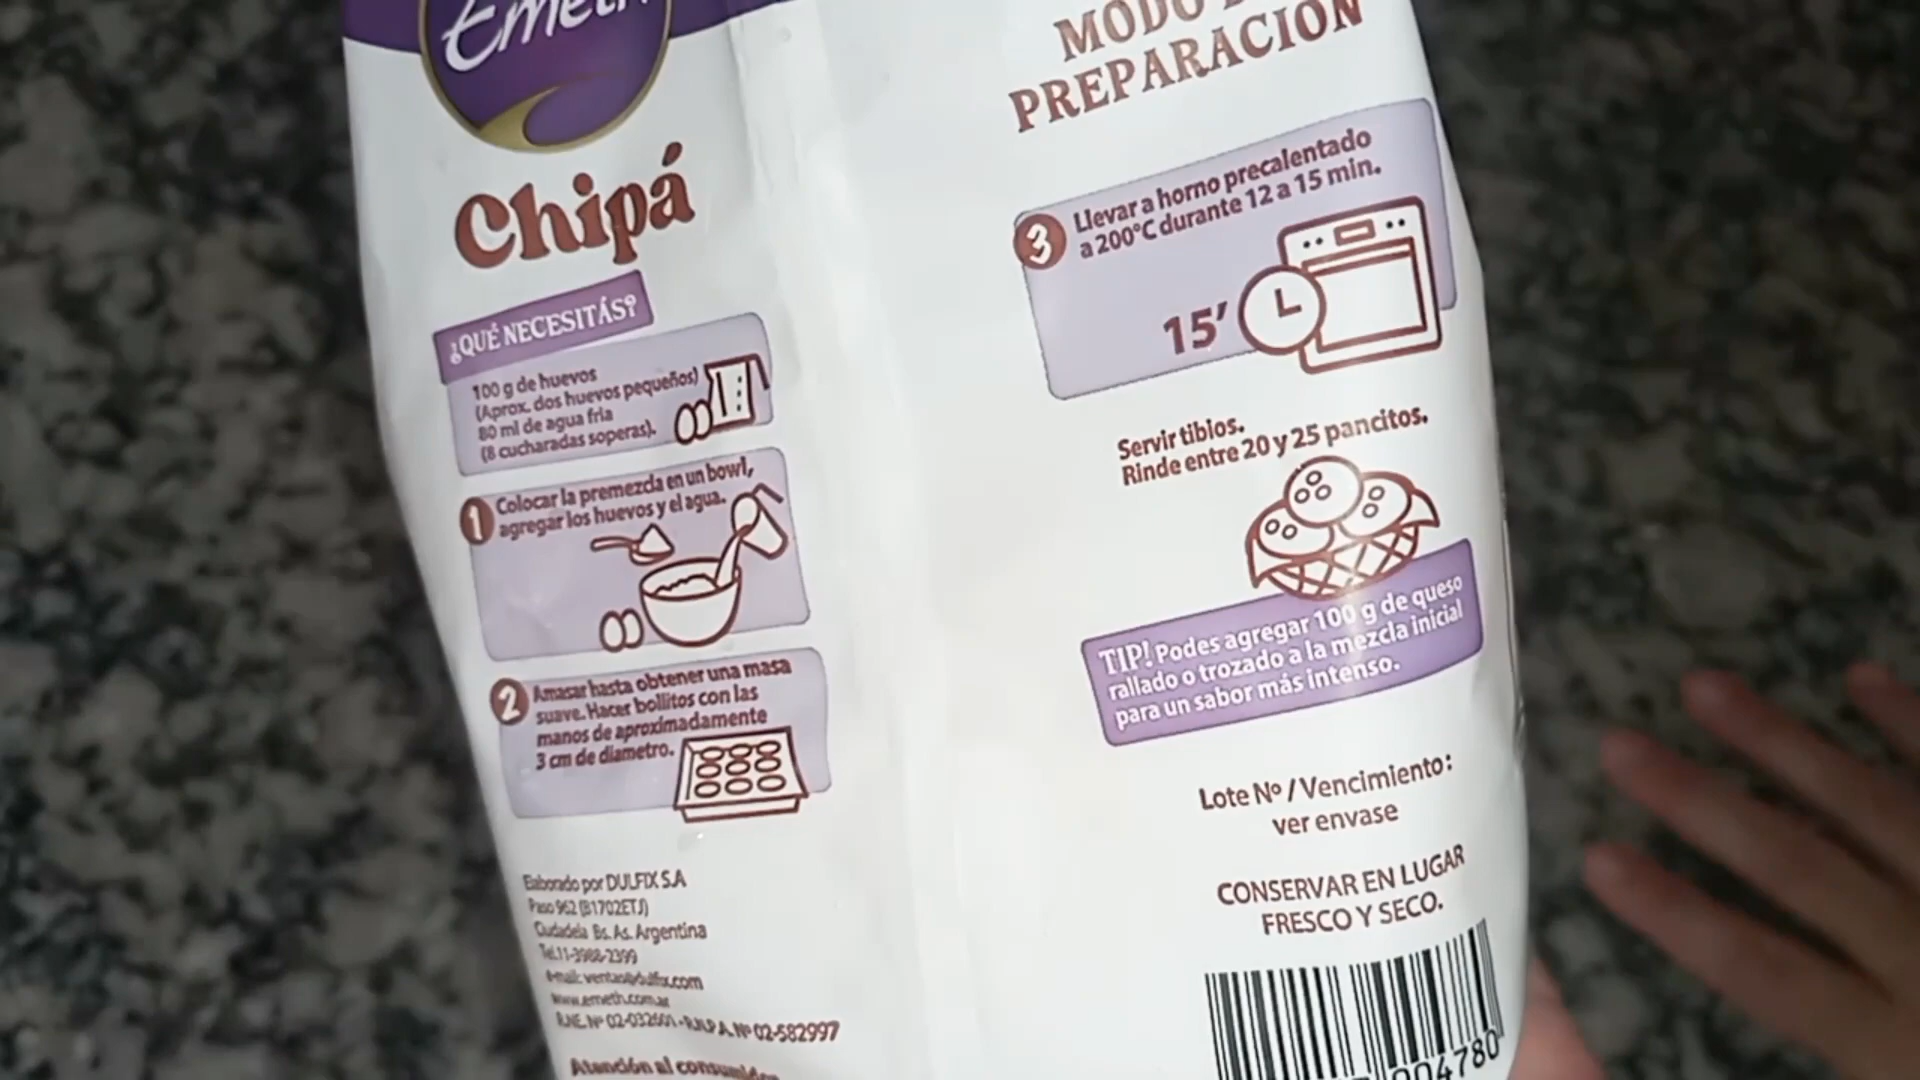 Emeth
Chipá
¿QUÉ NECESITÁS?
100 g de huevos
(Aprox. dos huevos pequeños)
80 ml de agua fría
(8 cucharadas soperas).
1 Colocar la premezcla en un bowl,
agregar los huevos y el agua.
2 Amasar hasta obtener una masa
suave. Hacer bollitos con las
manos de aproximadamente
3 cm de diametro.
Elaborado por DULFIX S.A
Paso 962 (B1702ETJ)
Ciudadela Bs. As. Argentina
Tel.11-3988-2399
e-mail: ventas@dulfix.com
www.emeth.com.ar
R.N.E. Nº 02-032601 - R.N.P.A. Nº 02-582997
Atención al consumidor
MODO
PREPARACIÓN
3 Llevar a horno precalentado
a 200°C durante 12 a 15 min.
15’
Servir tibios.
Rinde entre 20 y 25 pancitos.
TIP! Podes agregar 100 g de queso
rallado o trozado a la mezcla inicial
para un sabor más intenso.
Lote Nº / Vencimiento:
ver envase
CONSERVAR EN LUGAR
FRESCO Y SECO.
004780